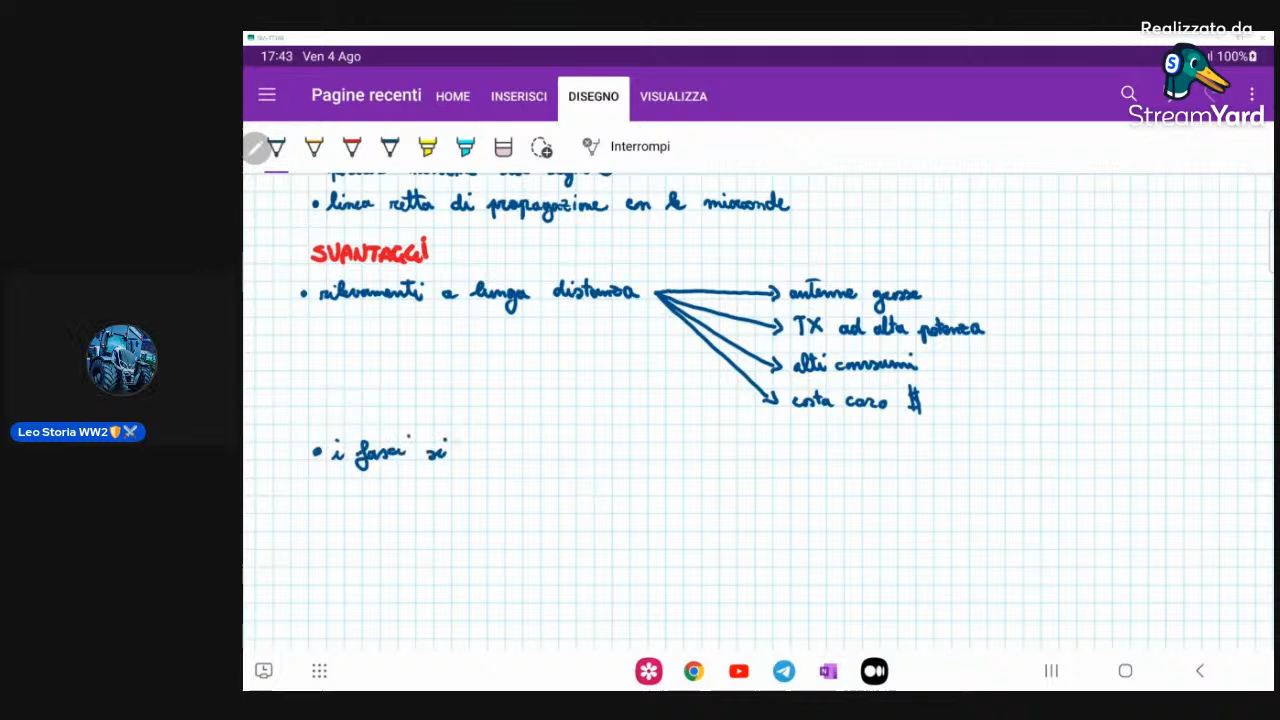 Realizzato da
StreamYard
17:43 Ven 4 Ago
100%
Pagine recenti HOME INSERISCI DISEGNO VISUALIZZA
Interrompi
• linea retta di propagazione con le microonde
SVANTAGGI
• rilevamenti a lunga distanza
antenne grosse
TX ad alta potenza
alti consumi
costa caro $
• i fasci si
Leo Storia WW2